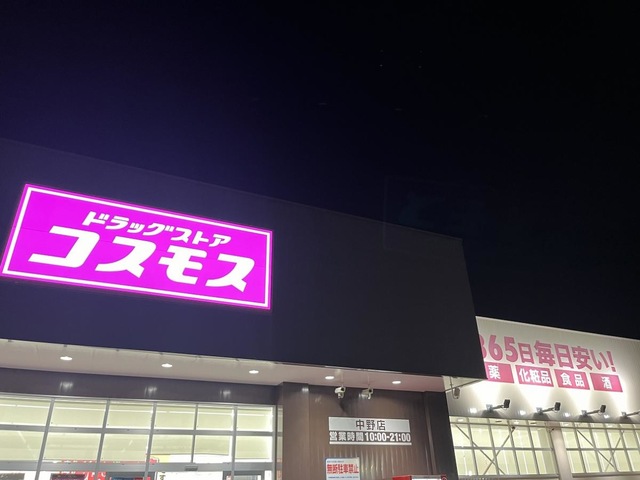 ドラッグストア
コスモス
365日毎日安い!
薬 化粧品 食品 酒
中野店
営業時間 10:00-21:00
無断駐車禁止